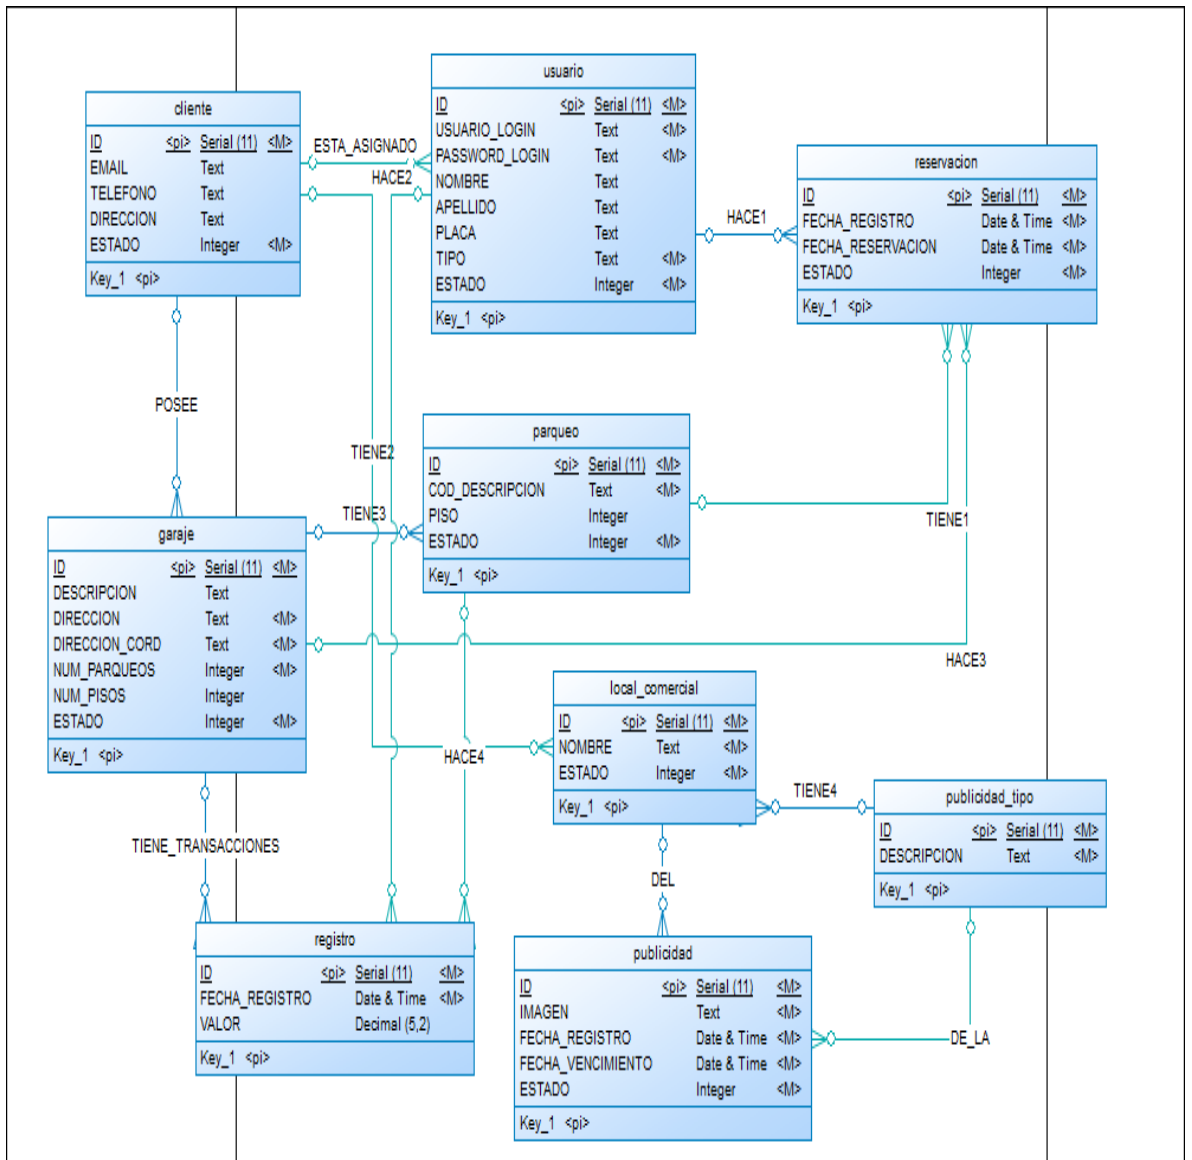 usuario
ID <pi> Serial (11) <M>
USUARIO_LOGIN Text <M>
PASSWORD_LOGIN Text <M>
NOMBRE Text
APELLIDO Text
PLACA Text
TIPO Text <M>
ESTADO Integer <M>
Key_1 <pi>
cliente
ID <pi> Serial (11) <M>
EMAIL Text
TELEFONO Text
DIRECCION Text
ESTADO Integer <M>
Key_1 <pi>
ESTA_ASIGNADO
HACE2
HACE1
reservacion
ID <pi> Serial (11) <M>
FECHA_REGISTRO Date & Time <M>
FECHA_RESERVACION Date & Time <M>
ESTADO Integer <M>
Key_1 <pi>
POSEE
TIENE2
parqueo
ID <pi> Serial (11) <M>
COD_DESCRIPCION Text <M>
PISO Integer
ESTADO Integer <M>
Key_1 <pi>
TIENE3
TIENE1
garaje
ID <pi> Serial (11) <M>
DESCRIPCION Text
DIRECCION Text <M>
DIRECCION_CORD Text <M>
NUM_PARQUEOS Integer <M>
NUM_PISOS Integer
ESTADO Integer <M>
Key_1 <pi>
HACE3
local_comercial
ID <pi> Serial (11) <M>
NOMBRE Text <M>
ESTADO Integer <M>
Key_1 <pi>
HACE4
TIENE4
publicidad_tipo
ID <pi> Serial (11) <M>
DESCRIPCION Text <M>
Key_1 <pi>
TIENE_TRANSACCIONES
DEL
registro
ID <pi> Serial (11) <M>
FECHA_REGISTRO Date & Time <M>
VALOR Decimal (5,2)
Key_1 <pi>
publicidad
ID <pi> Serial (11) <M>
IMAGEN Text <M>
FECHA_REGISTRO Date & Time <M>
FECHA_VENCIMIENTO Date & Time <M>
ESTADO Integer <M>
Key_1 <pi>
DE_LA